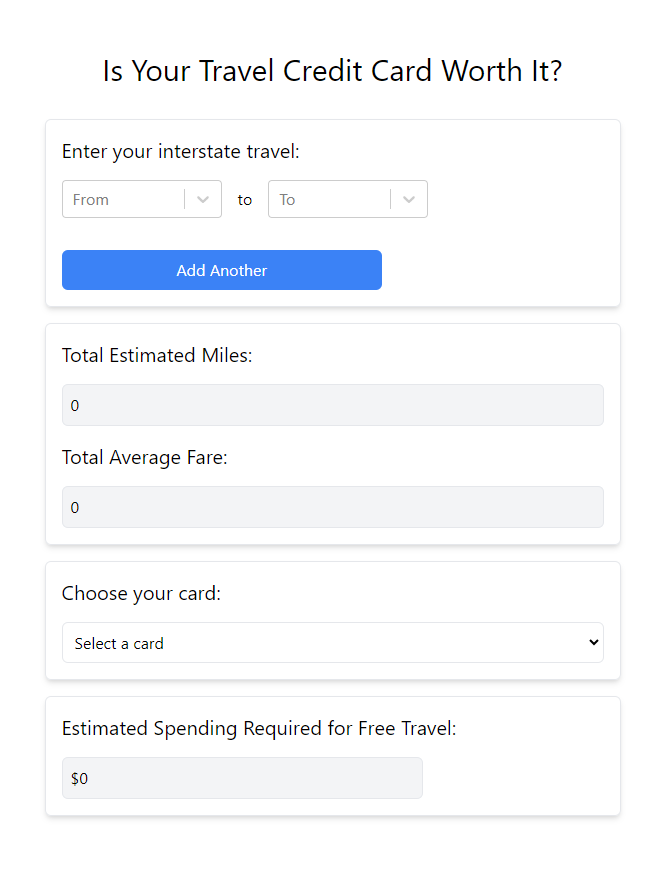 Is Your Travel Credit Card Worth It?
Enter your interstate travel:
From to To
Add Another
Total Estimated Miles:
0
Total Average Fare:
0
Choose your card:
Select a card
Estimated Spending Required for Free Travel:
$0